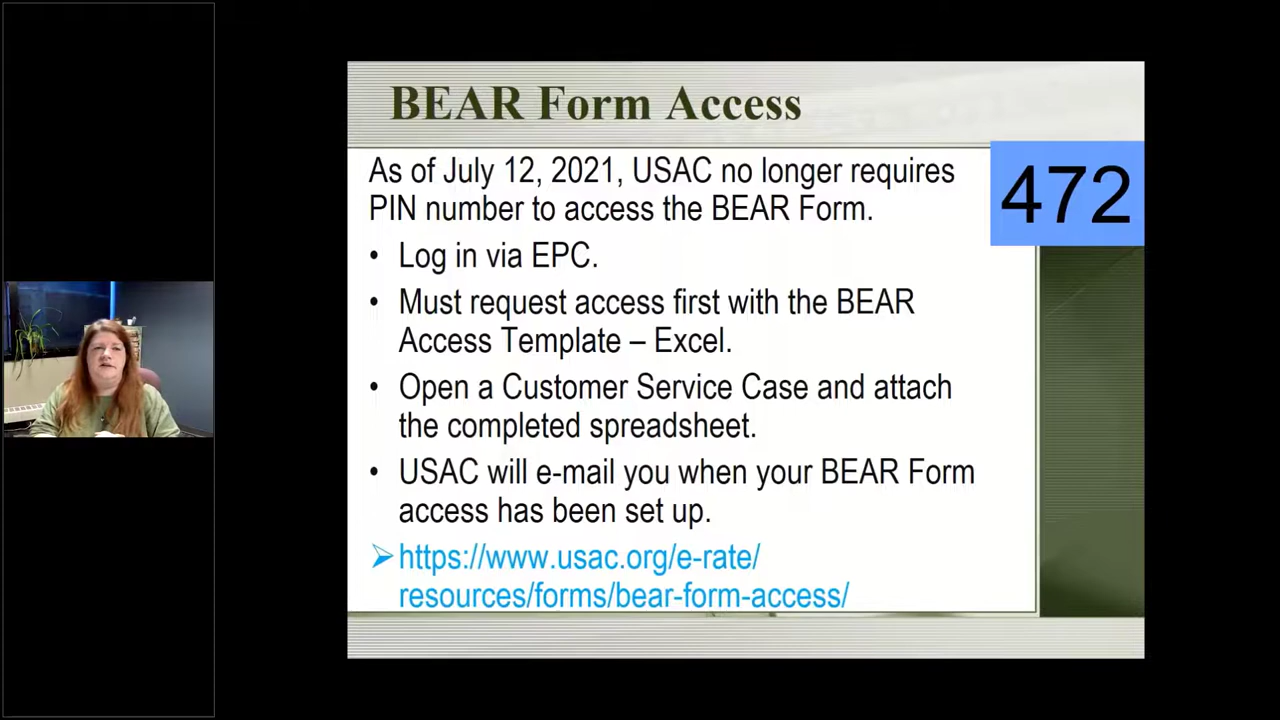 BEAR Form Access
As of July 12, 2021, USAC no longer requires
PIN number to access the BEAR Form.
472
• Log in via EPC.
• Must request access first with the BEAR
Access Template – Excel.
• Open a Customer Service Case and attach
the completed spreadsheet.
• USAC will e-mail you when your BEAR Form
access has been set up.
➢ https://www.usac.org/e-rate/
resources/forms/bear-form-access/